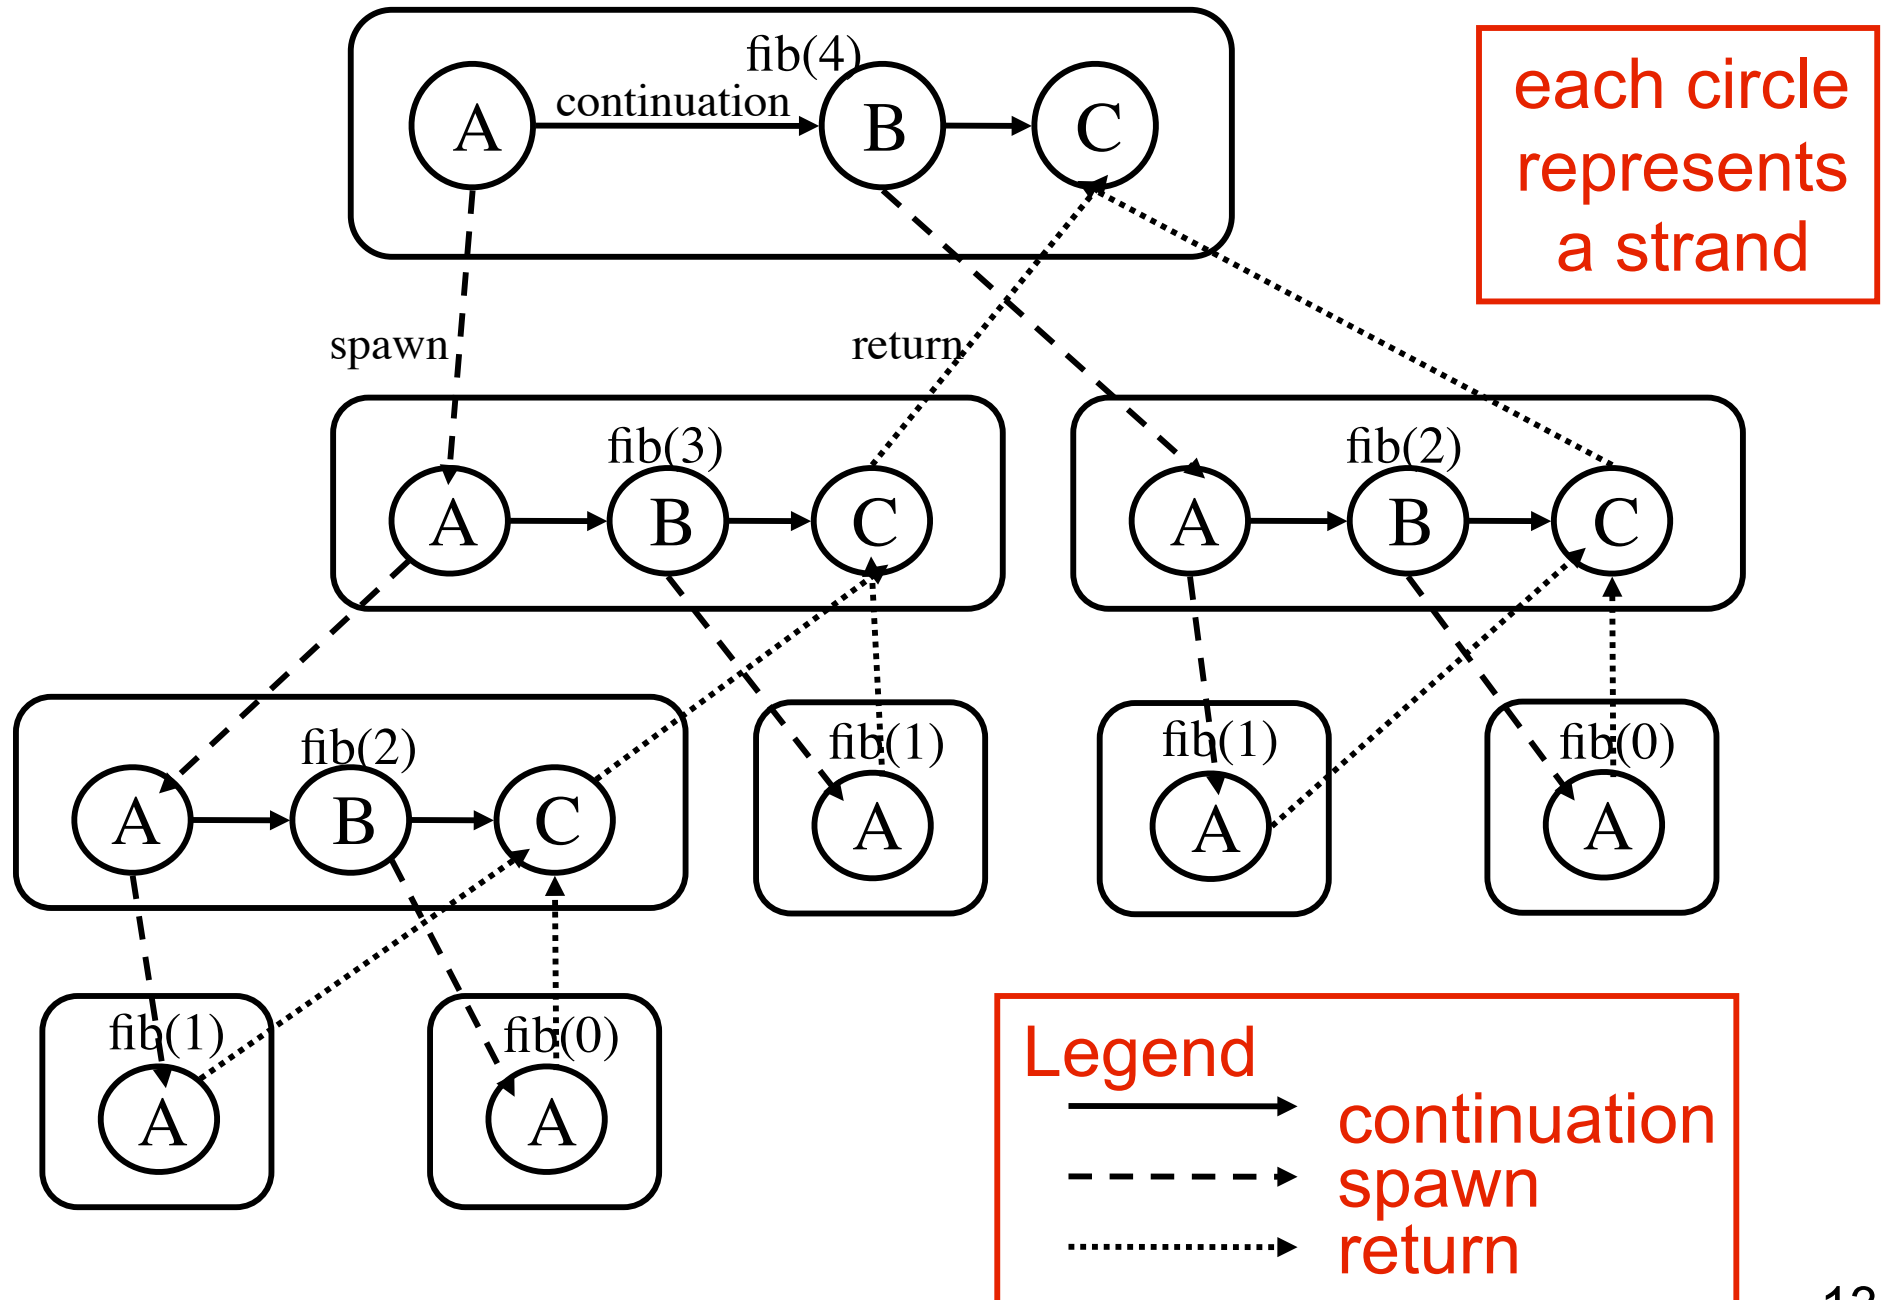 fib(4)
each circle
represents
a strand
A
continuation
B
C
spawn
return
fib(3)
A
B
C
fib(2)
A
B
C
fib(2)
A
B
C
fib(1)
A
fib(1)
A
fib(0)
A
fib(1)
A
fib(0)
A
Legend
continuation
spawn
return